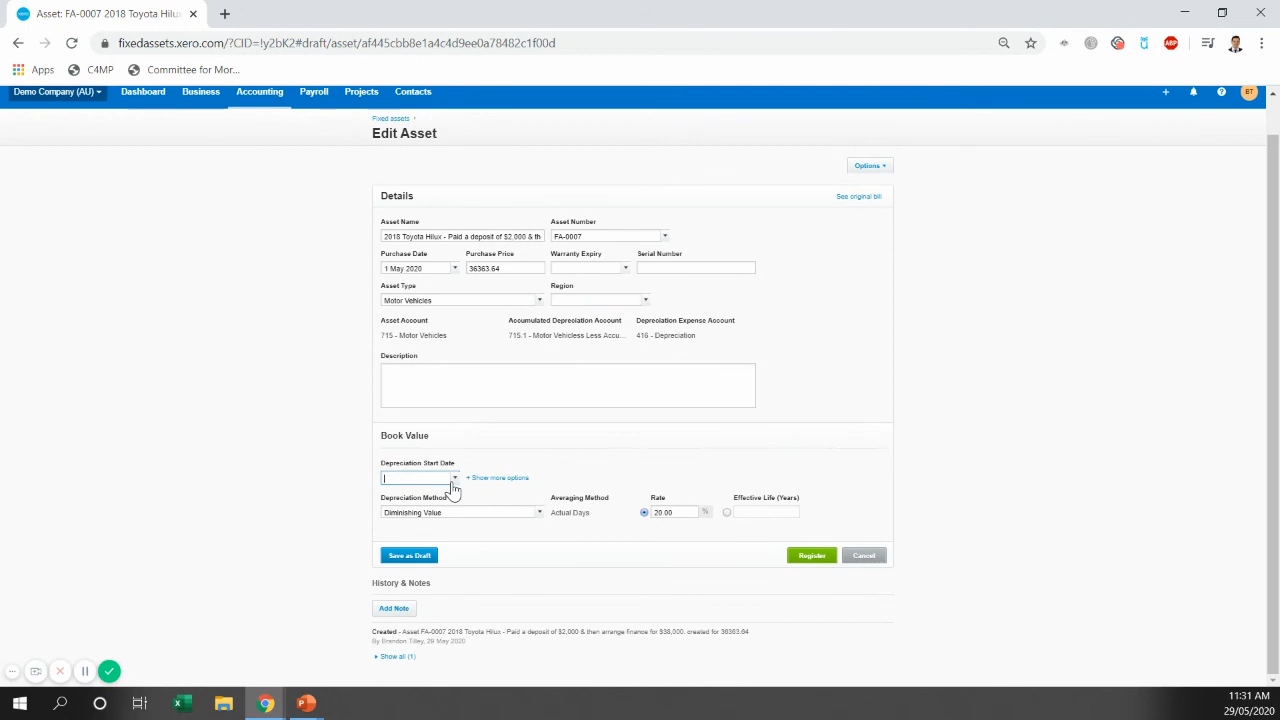 Asset: FA-0007 2018 Toyota Hilux
fixedassets.xero.com/?CID=!y2bK2#draft/asset/af445cbb8e1a4c4d9ee0a78482c1f00d
ABP
Apps C4MP Committee for Mor...
Demo Company (AU) Dashboard Business Accounting Payroll Projects Contacts
BT
Fixed assets ›
Edit Asset
Options
Details
See original bill
Asset Name Asset Number
2018 Toyota Hilux - Paid a deposit of $2,000 & th FA-0007
Purchase Date Purchase Price Warranty Expiry Serial Number
1 May 2020 36363.64
Asset Type Region
Motor Vehicles
Asset Account Accumulated Depreciation Account Depreciation Expense Account
715 - Motor Vehicles 715.1 - Motor Vehicless Less Accu... 416 - Depreciation
Description
Book Value
Depreciation Start Date
+ Show more options
Depreciation Method Averaging Method Rate Effective Life (Years)
Diminishing Value Actual Days 20.00 %
Save as Draft Register Cancel
History & Notes
Add Note
Created - Asset FA-0007 2018 Toyota Hilux - Paid a deposit of $2,000 & then arrange finance for $38,000. created for 36363.64
By Brendon Tilley, 29 May 2020
Show all (1)
11:31 AM
29/05/2020